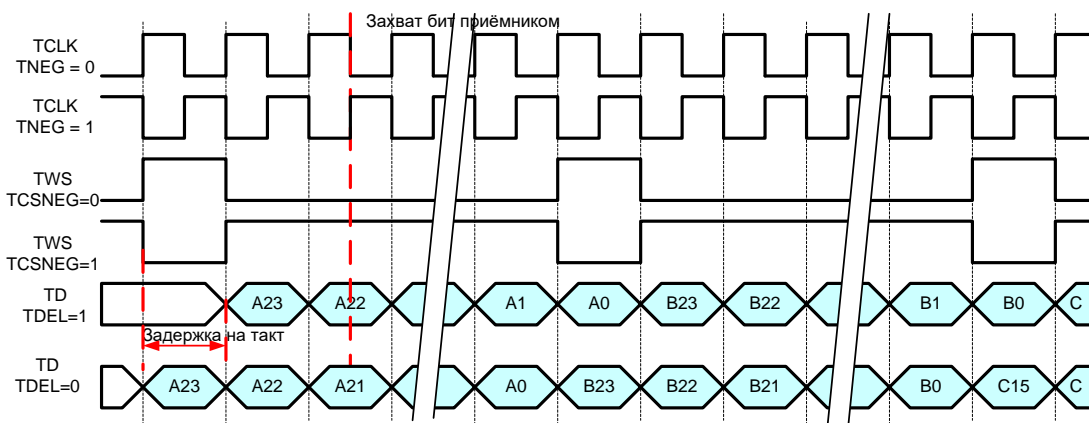 Захват бит приёмником
TCLK
TNEG = 0
TCLK
TNEG = 1
TWS
TCSNEG=0
TWS
TCSNEG=1
TD
TDEL=1
A23 A22 A1 A0 B23 B22 B1 B0 C
Задержка на такт
TD
TDEL=0
A23 A22 A21 A0 B23 B22 B21 B0 C15 C